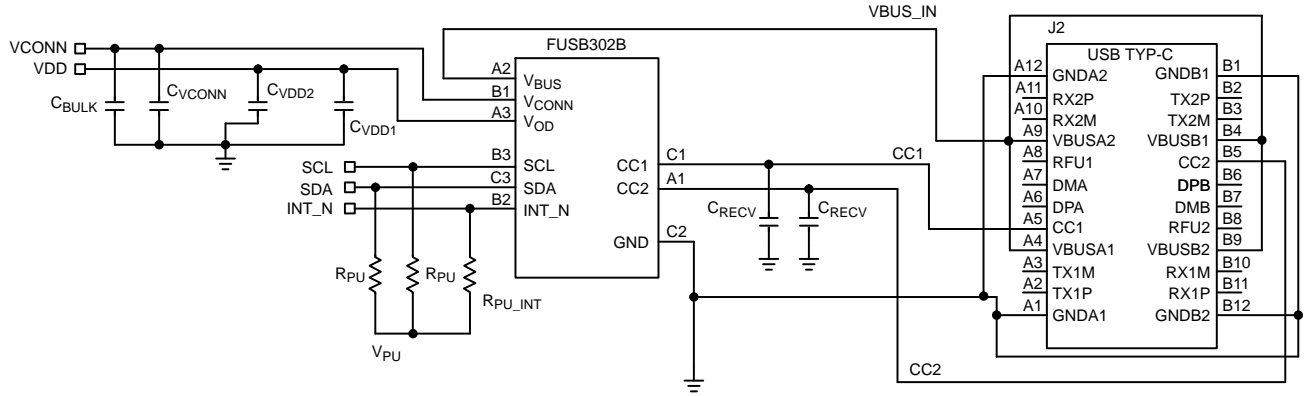 VBUS_IN
J2
VCONN
VDD
CBULK
CVCONN
CVDD2
CVDD1
FUSB302B
A2 VBUS
B1 VCONN
A3 VOD
SCL B3 SCL
SDA C3 SDA
INT_N B2 INT_N
CC1 C1 CC1
CC2 A1
GND C2
CRECV
CRECV
RPU
RPU
RPU_INT
VPU
CC2
USB TYP-C
A12 GNDA2 GNDB1 B1
A11 RX2P TX2P B2
A10 RX2M TX2M B3
A9 VBUSA2 VBUSB1 B4
A8 RFU1 CC2 B5
A7 DMA DPB B6
A6 DPA DMB B7
A5 CC1 RFU2 B8
A4 VBUSA1 VBUSB2 B9
A3 TX1M RX1M B10
A2 TX1P RX1P B11
A1 GNDA1 GNDB2 B12